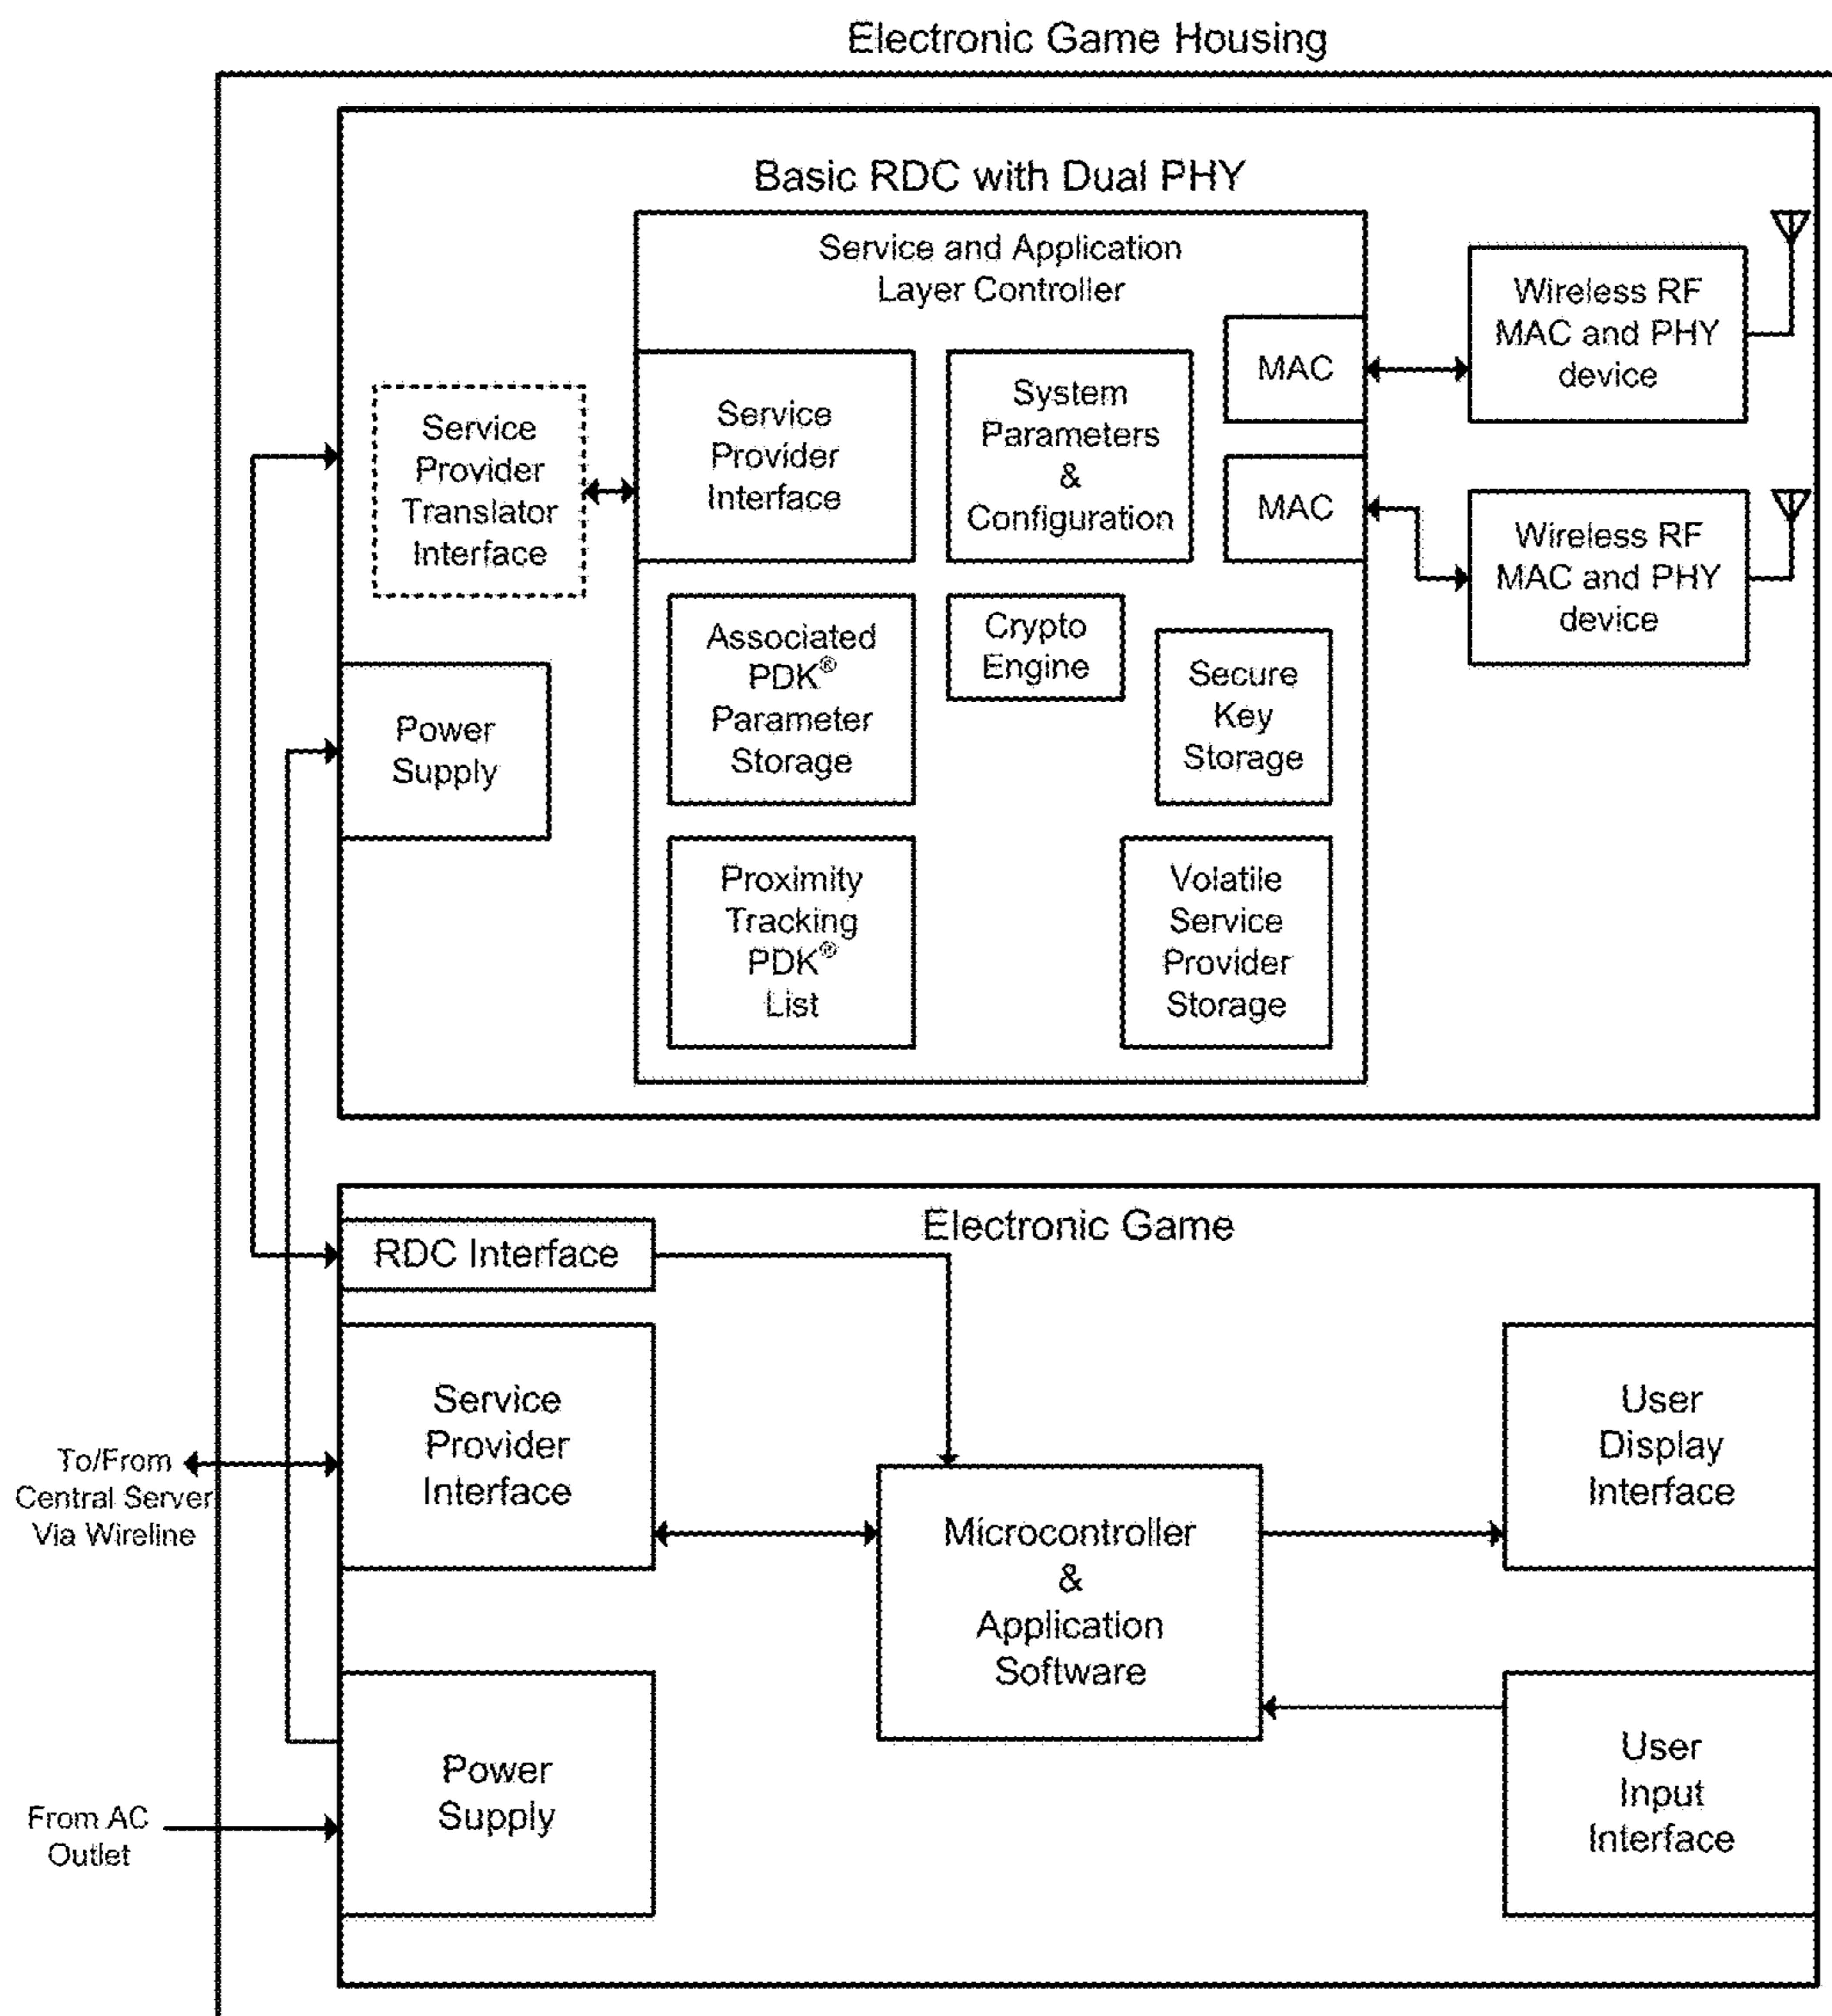 Electronic Game Housing
Basic RDC with Dual PHY
Service and Application
Layer Controller
Wireless RF
MAC and PHY
device
MAC
System
Parameters
&
Configuration
Service
Provider
Interface
Service
Provider
Translator
Interface
MAC
Wireless RF
MAC and PHY
device
Associated
PDK®
Parameter
Storage
Crypto
Engine
Secure
Key
Storage
Power
Supply
Proximity
Tracking
PDK®
List
Volatile
Service
Provider
Storage
Electronic Game
RDC Interface
Service
Provider
Interface
User
Display
Interface
To/From
Central Server
Via Wireline
Microcontroller
&
Application
Software
Power
Supply
User
Input
Interface
From AC
Outlet